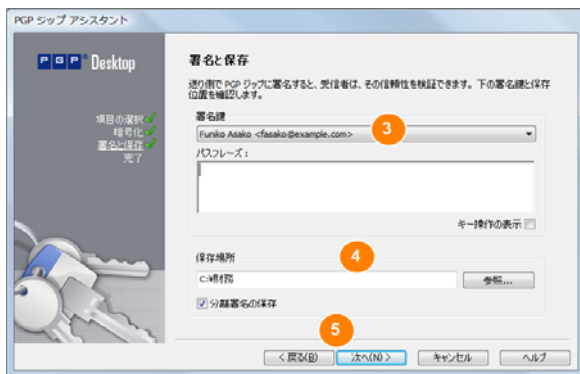 PGP ジップ アシスタント
PGP Desktop
項目の選択
暗号化
署名と保存
完了
署名と保存
送り側で PGP ジップに署名すると、受信者は、その信頼性を検証できます。下の署名鍵と保存
位置を確認します。
署名鍵
3
Fumiko Asako <fasako@example.com>
パスフレーズ：
キー操作の表示
保存場所
4
C:¥財務
参照...
分離署名の保存
5
< 戻る(B)
次へ(N) >
キャンセル
ヘルプ